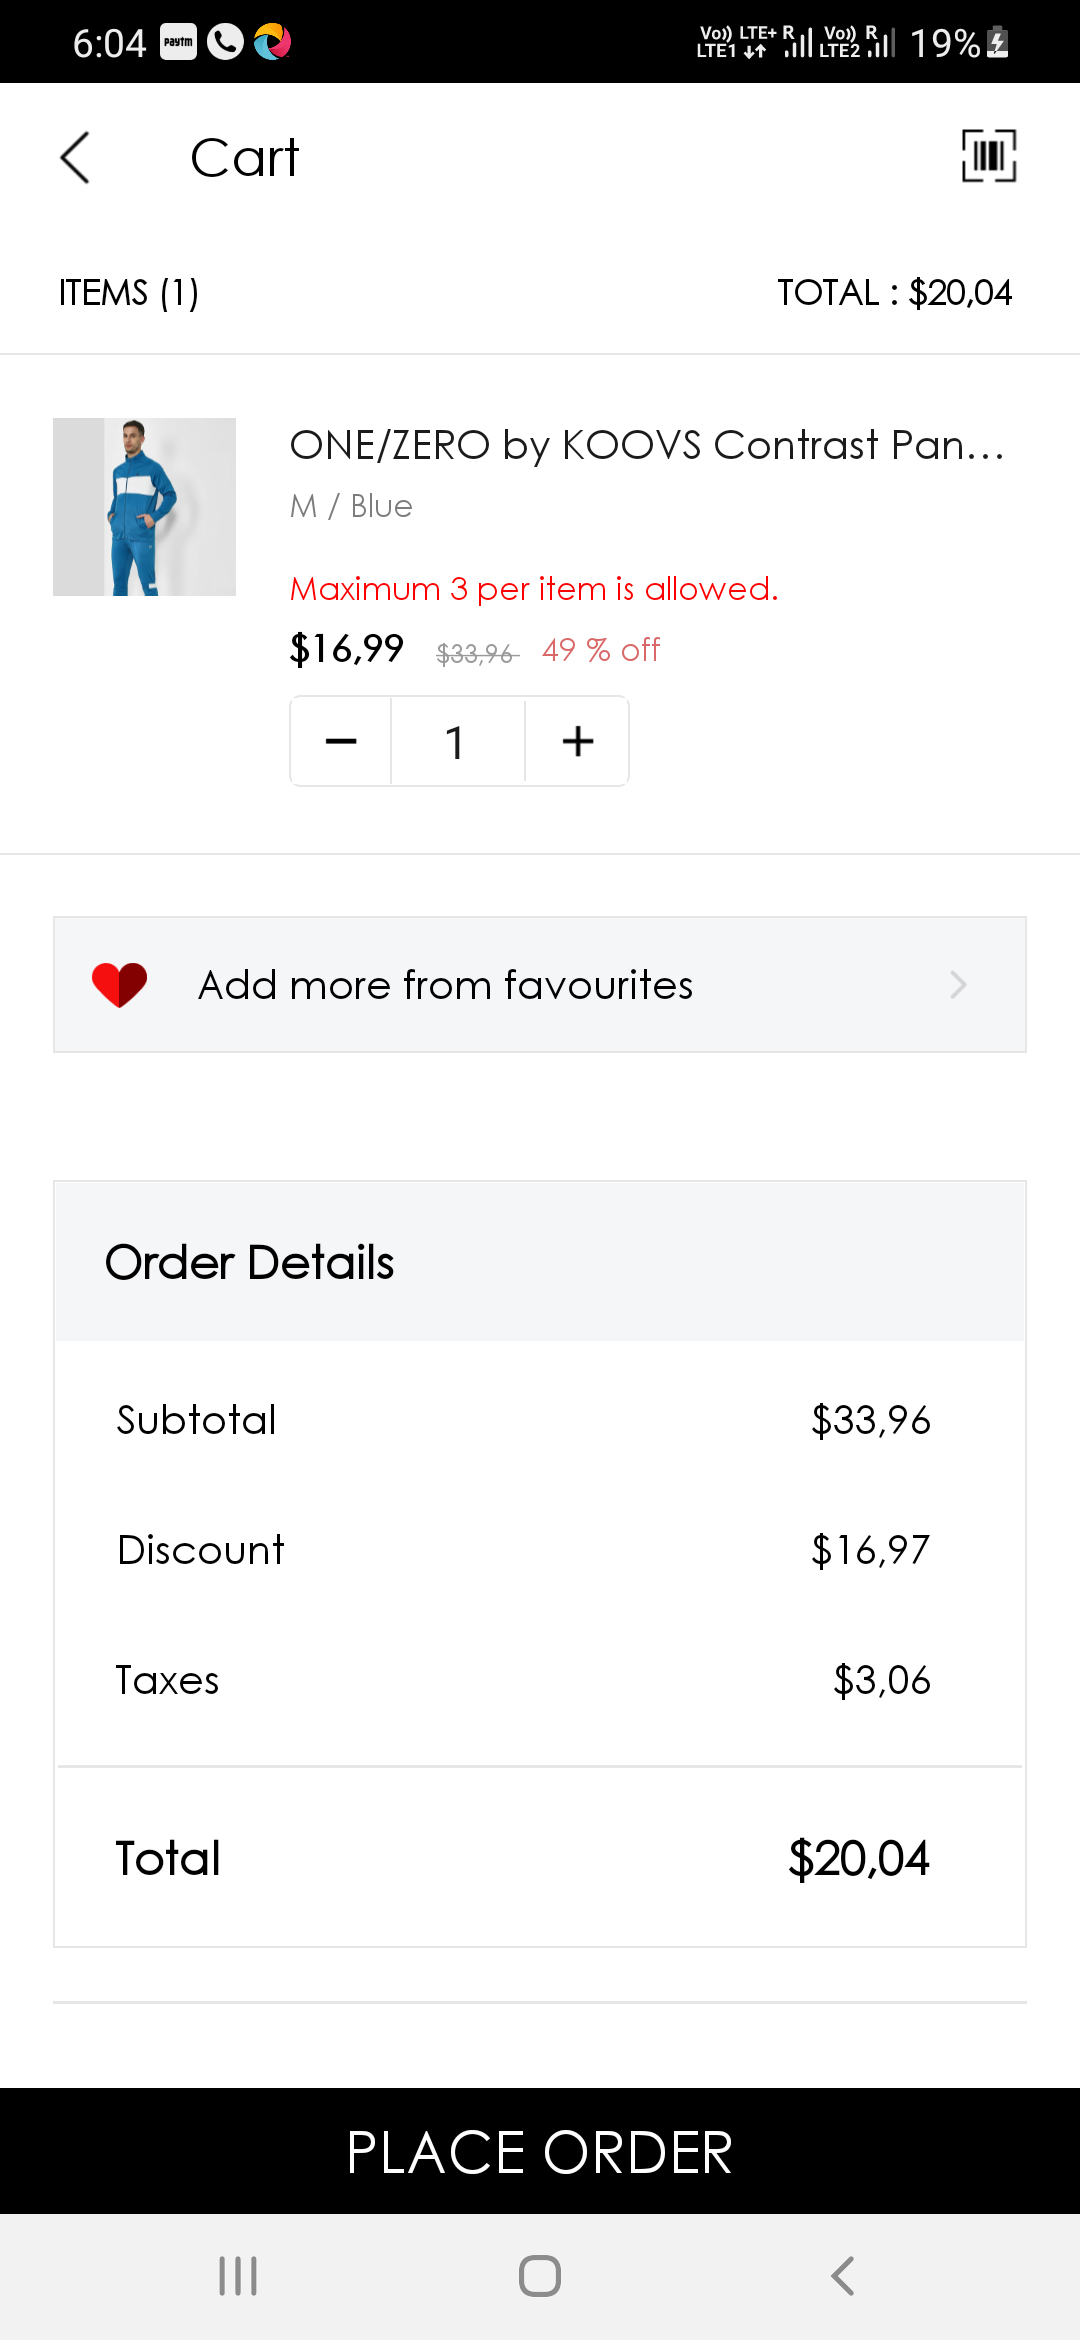 6:04 Paytm Vo)) LTE+ R Vo)) R 19%
LTE1 LTE2
Cart
ITEMS (1) TOTAL : $20,04
ONE/ZERO by KOOVS Contrast Pan...
M / Blue
Maximum 3 per item is allowed.
$16,99 $33,96 49 % off
1
Add more from favourites
Order Details
Subtotal $33,96
Discount $16,97
Taxes $3,06
Total $20,04
PLACE ORDER